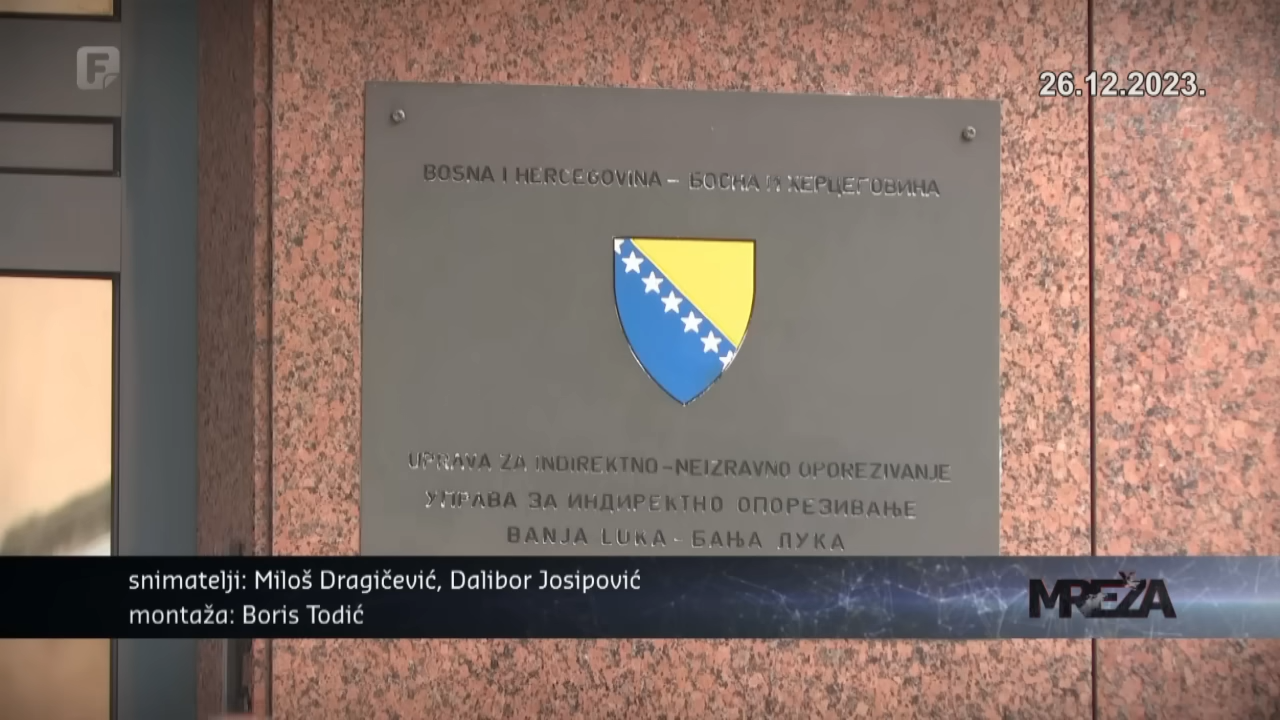 F
26.12.2023.
BOSNA I HERCEGOVINA – БОСНА И ХЕРЦЕГОВИНА
UPRAVA ZA INDIREKTNO-NEIZRAVNO OPOREZIVANJE
УПРАВА ЗА ИНДИРЕКТНО ОПОРЕЗИВАЊЕ
BANJA LUKA - БАЊА ЛУКА
snimatelji: Miloš Dragičević, Dalibor Josipović
montaža: Boris Todić
MREŽA